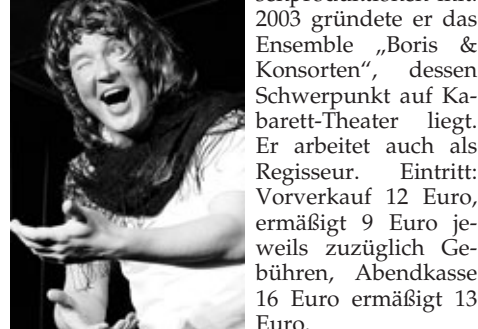 2003 gründete er das
Ensemble „Boris &
Konsorten“, dessen
Schwerpunkt auf Ka-
barett-Theater liegt.
Er arbeitet auch als
Regisseur. Eintritt:
Vorverkauf 12 Euro,
ermäßigt 9 Euro je-
weils zuzüglich Ge-
bühren, Abendkasse
16 Euro ermäßigt 13
Euro.